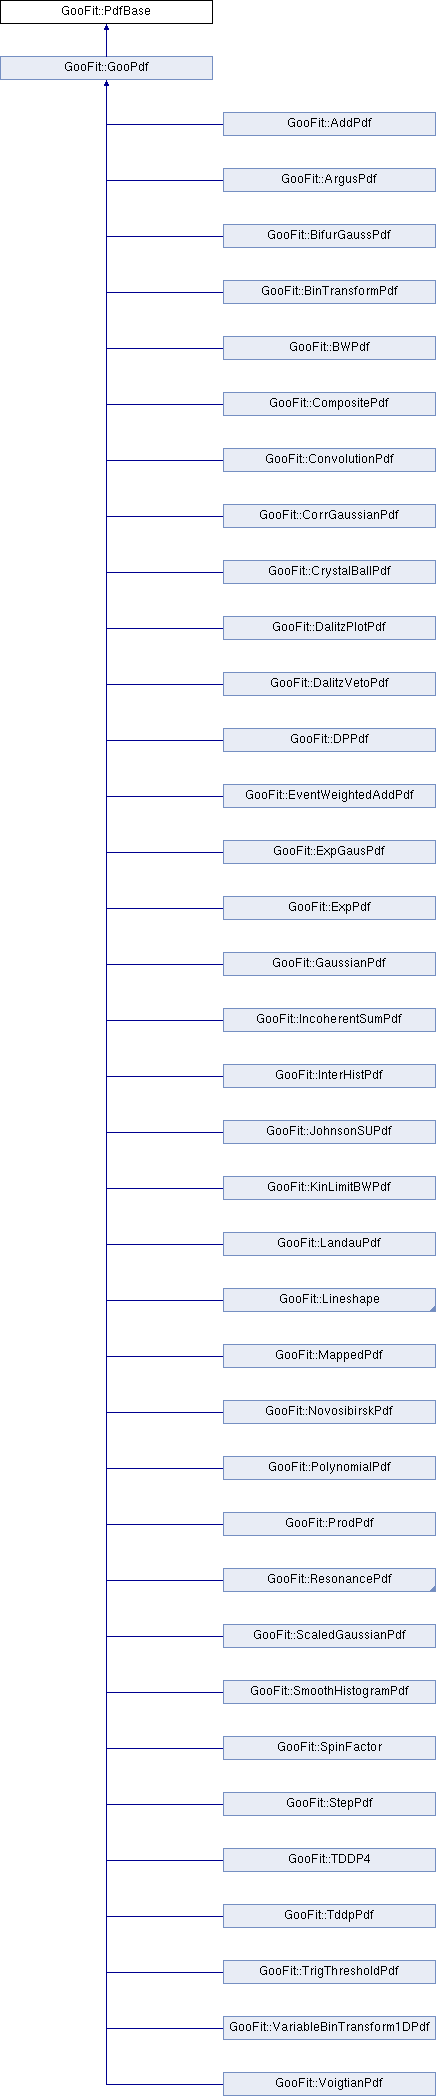 GooFit::PdfBase
GooFit::GooPdf
GooFit::AddPdf
GooFit::ArgusPdf
GooFit::BifurGaussPdf
GooFit::BinTransformPdf
GooFit::BWPdf
GooFit::CompositePdf
GooFit::ConvolutionPdf
GooFit::CorrGaussianPdf
GooFit::CrystalBallPdf
GooFit::DalitzPlotPdf
GooFit::DalitzVetoPdf
GooFit::DPPdf
GooFit::EventWeightedAddPdf
GooFit::ExpGausPdf
GooFit::ExpPdf
GooFit::GaussianPdf
GooFit::IncoherentSumPdf
GooFit::InterHistPdf
GooFit::JohnsonSUPdf
GooFit::KinLimitBWPdf
GooFit::LandauPdf
GooFit::Lineshape
GooFit::MappedPdf
GooFit::NovosibirskPdf
GooFit::PolynomialPdf
GooFit::ProdPdf
GooFit::ResonancePdf
GooFit::ScaledGaussianPdf
GooFit::SmoothHistogramPdf
GooFit::SpinFactor
GooFit::StepPdf
GooFit::TDDP4
GooFit::TddpPdf
GooFit::TrigThresholdPdf
GooFit::VariableBinTransform1DPdf
GooFit::VoigtianPdf